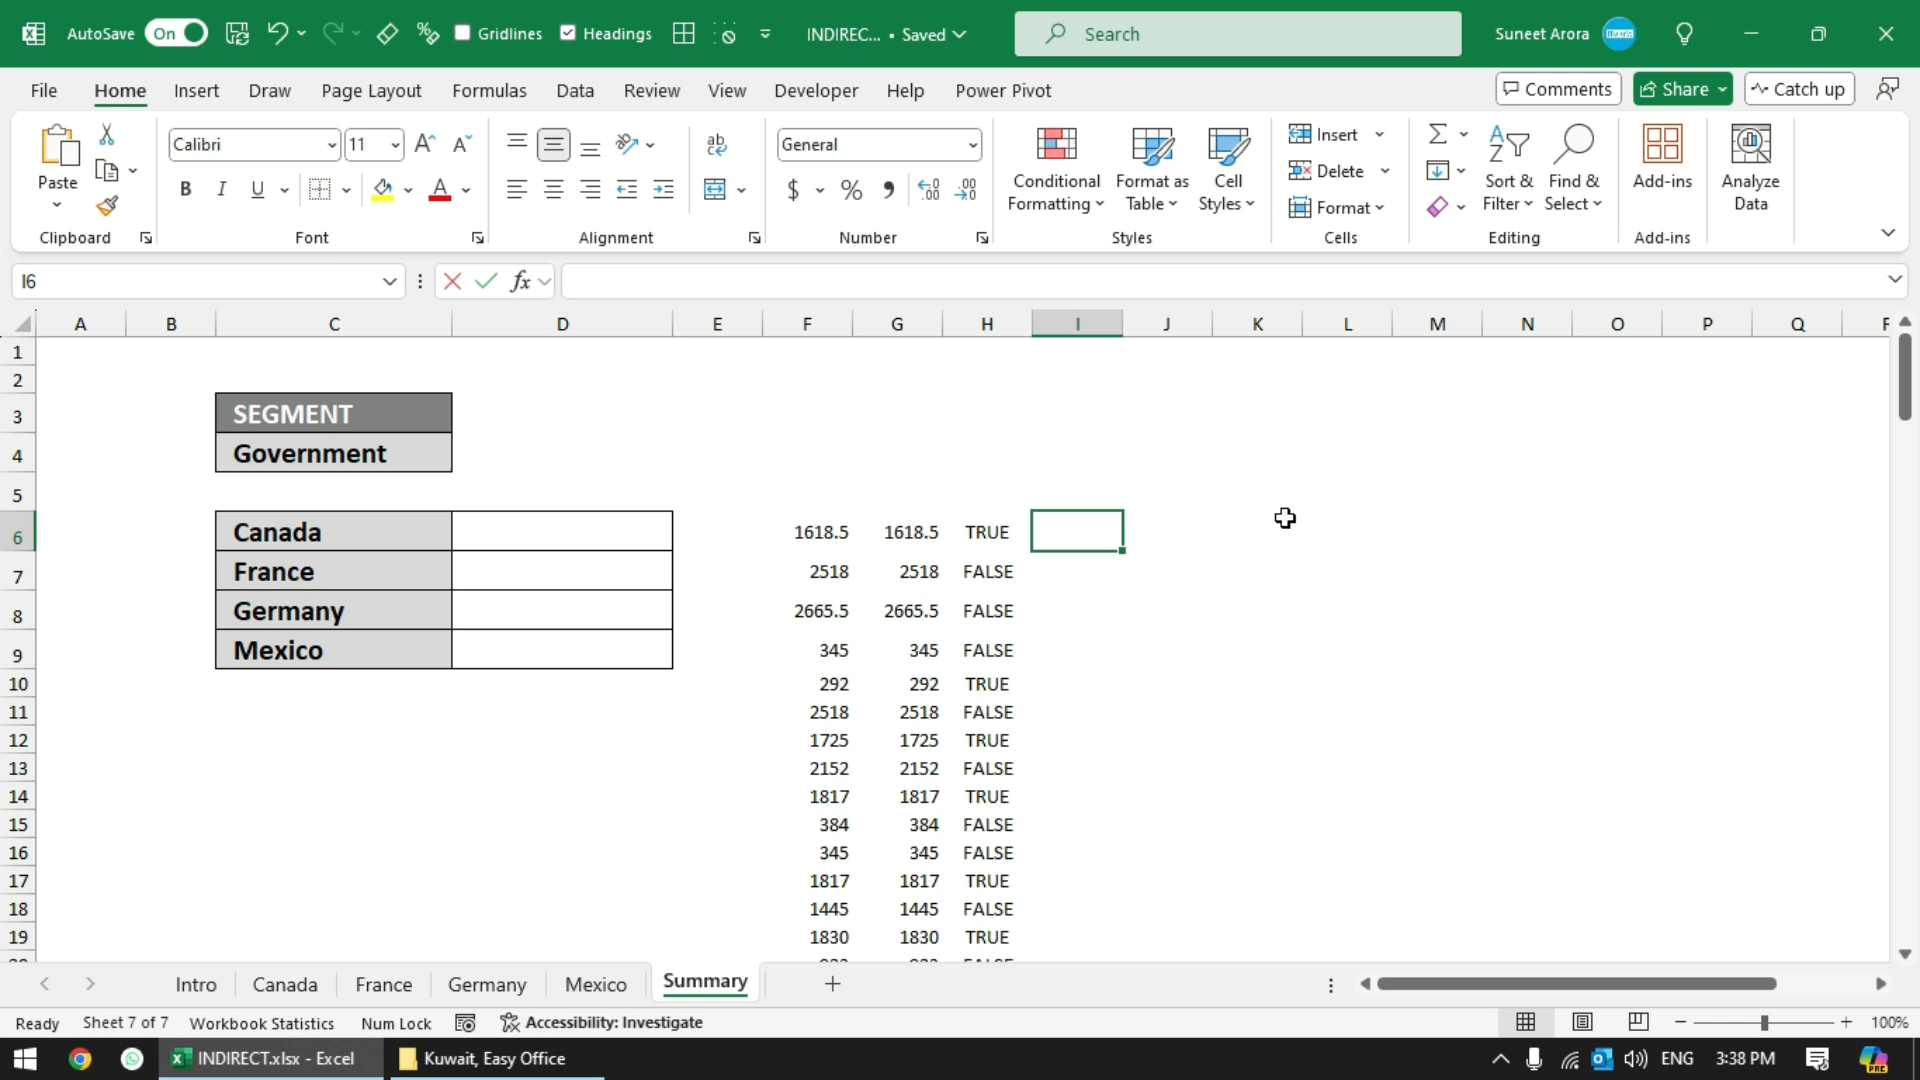 AutoSave On Gridlines Headings INDIREC... • Saved Search Suneet Arora
File Home Insert Draw Page Layout Formulas Data Review View Developer Help Power Pivot Comments Share Catch up
Paste Calibri 11 General Conditional Formatting Format as Table Cell Styles Insert Delete Format Sort & Filter Find & Select Add-ins Analyze Data
Clipboard Font Alignment Number Styles Cells Editing Add-ins
I6 fx
A B C D E F G H I J K L M N O P Q
1
2
3 SEGMENT
4 Government
5
6 Canada 1618.5 1618.5 TRUE
7 France 2518 2518 FALSE
8 Germany 2665.5 2665.5 FALSE
9 Mexico 345 345 FALSE
10 292 292 TRUE
11 2518 2518 FALSE
12 1725 1725 TRUE
13 2152 2152 FALSE
14 1817 1817 TRUE
15 384 384 FALSE
16 345 345 FALSE
17 1817 1817 TRUE
18 1445 1445 FALSE
19 1830 1830 TRUE
Intro Canada France Germany Mexico Summary
Ready Sheet 7 of 7 Workbook Statistics Num Lock Accessibility: Investigate 100%
INDIRECT.xlsx - Excel Kuwait, Easy Office ENG 3:38 PM